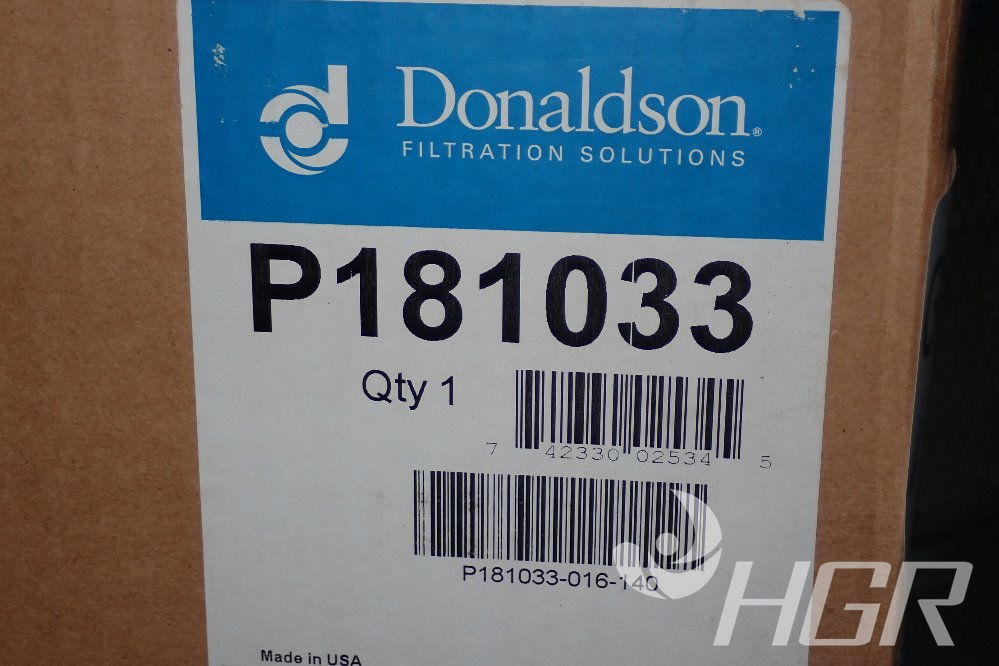 Donaldson®
FILTRATION SOLUTIONS
P181033
Qty 1
7 42330 02534 5
P181033-016-140
HGR
Made in USA